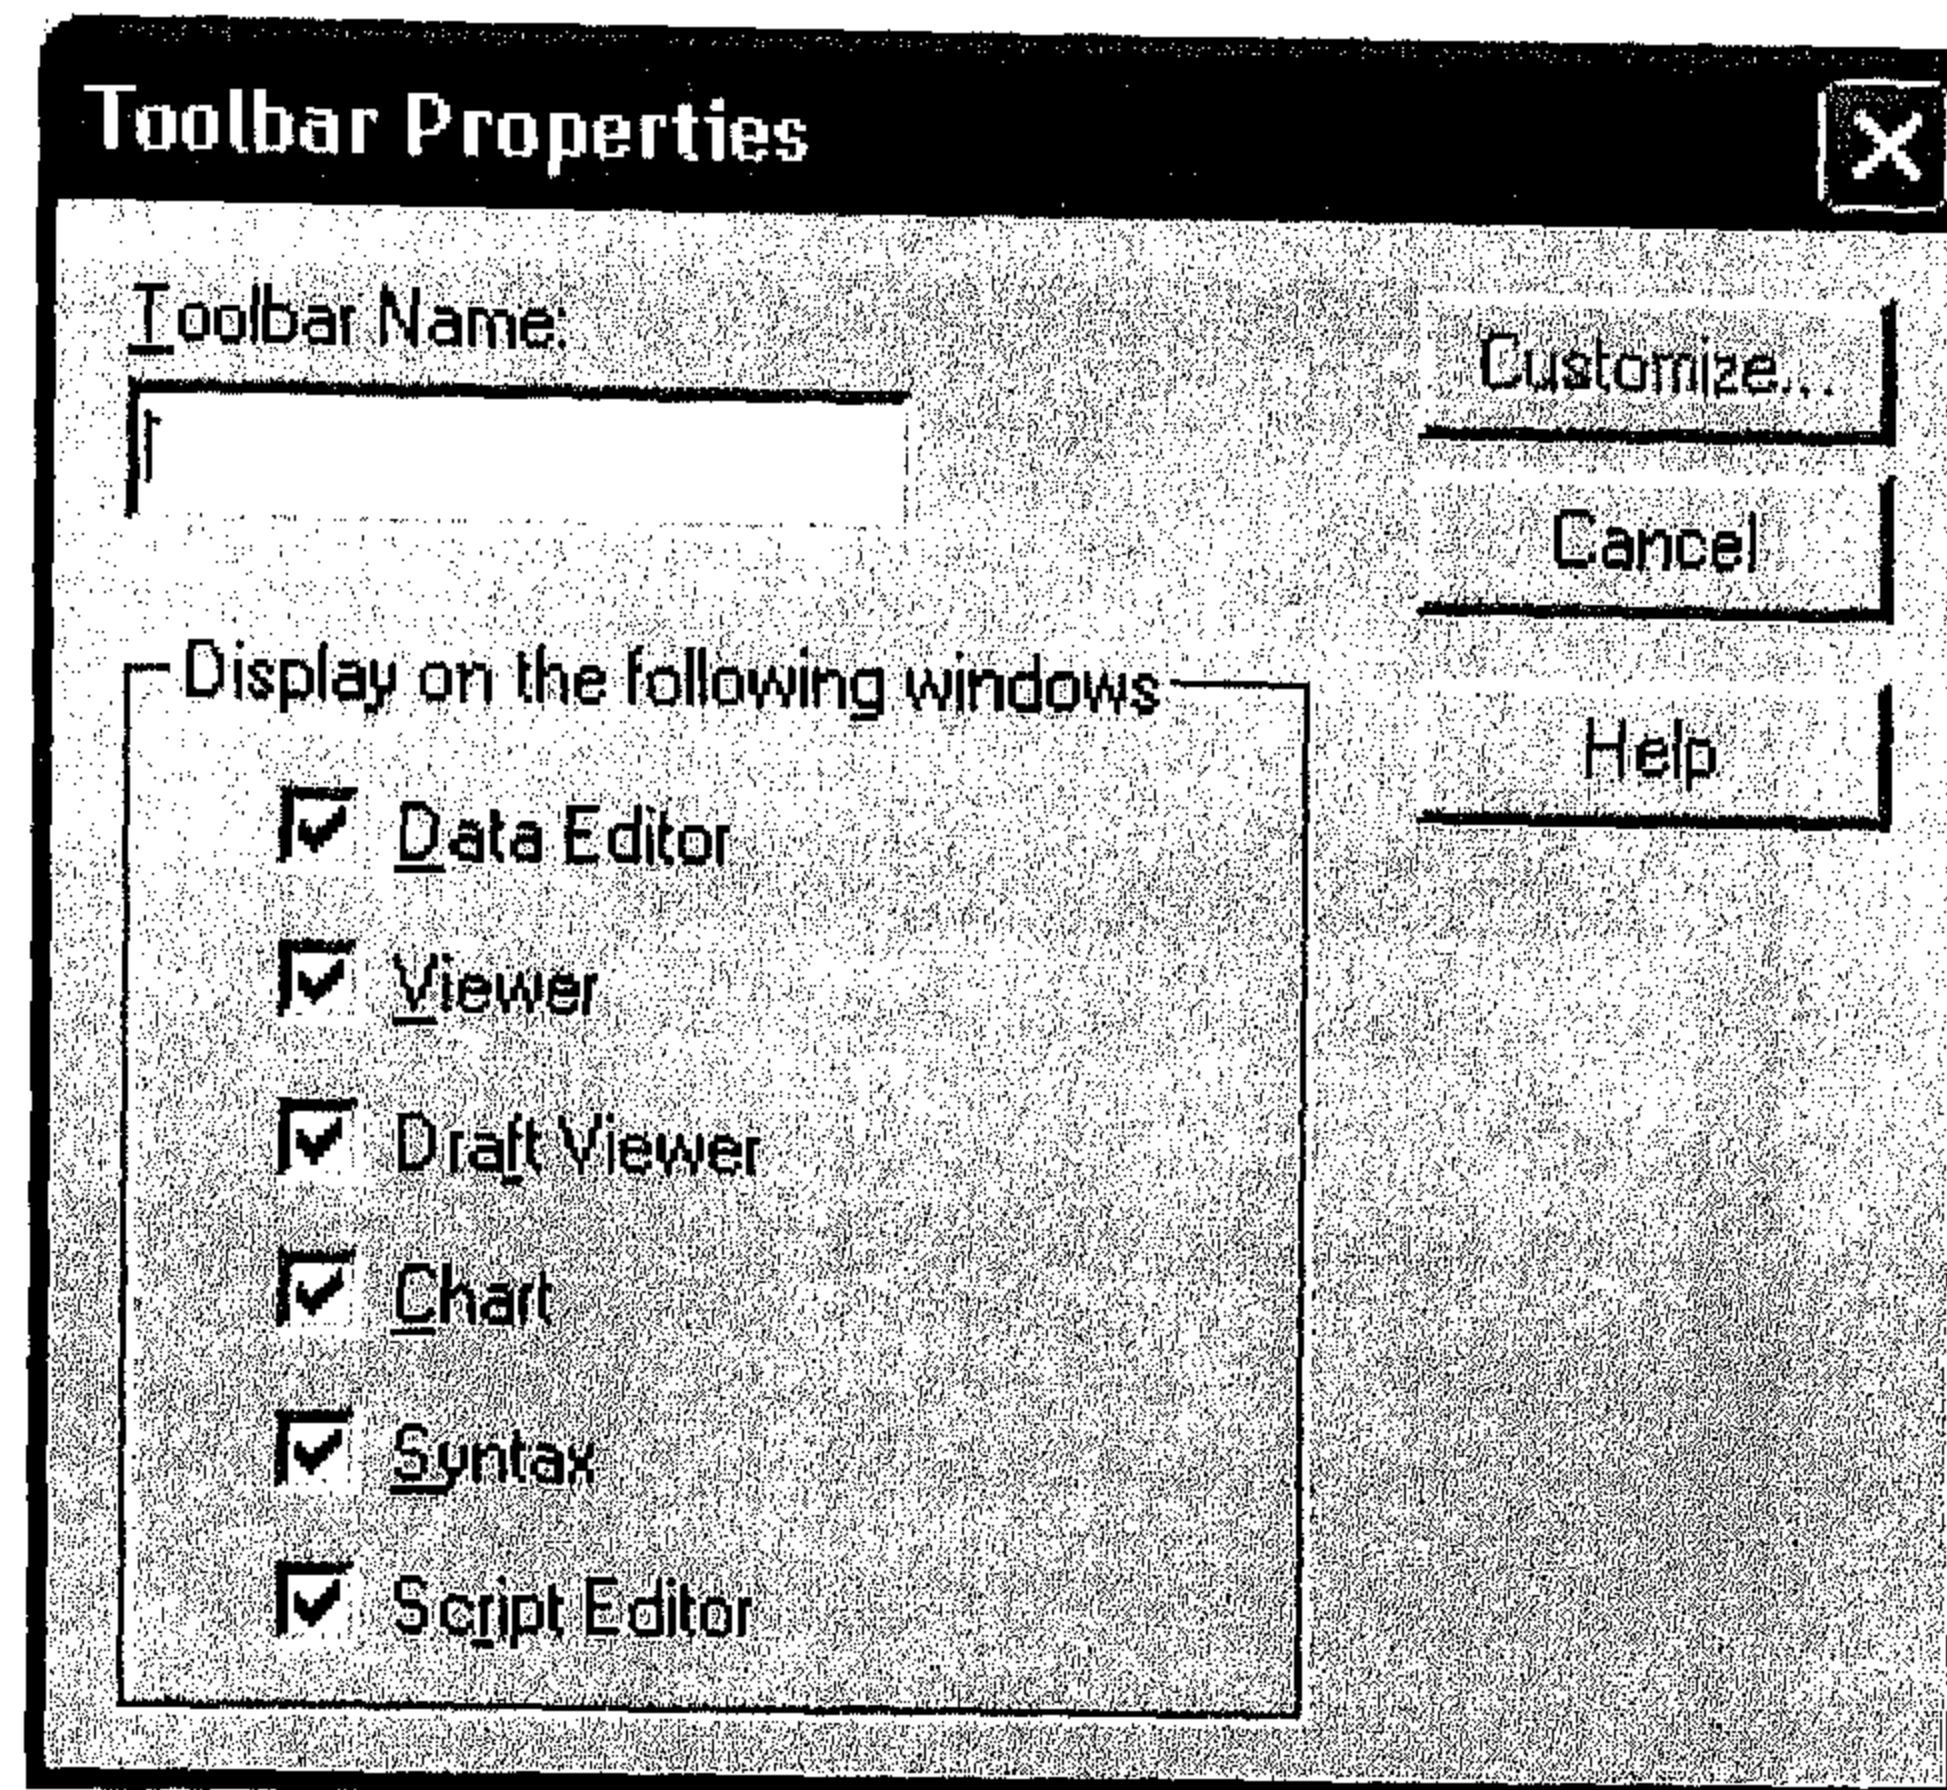 Toolbar Properties
Toolbar Name:
Customize...
Cancel
Help
Display on the following windows
Data Editor
Viewer
Draft Viewer
Chart
Syntax
Script Editor